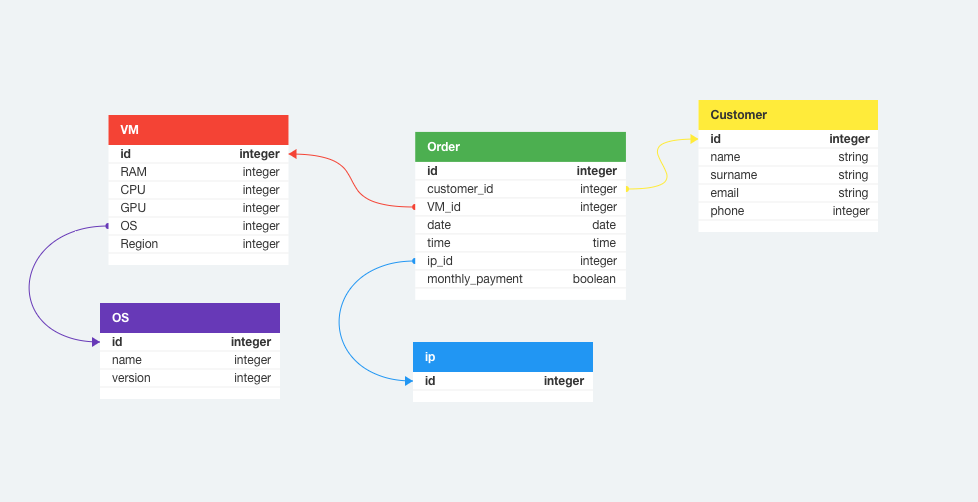 VM
id integer
RAM integer
CPU integer
GPU integer
OS integer
Region integer
OS
id integer
name integer
version integer
Order
id integer
customer_id integer
VM_id integer
date date
time time
ip_id integer
monthly_payment boolean
ip
id integer
Customer
id integer
name string
surname string
email string
phone integer